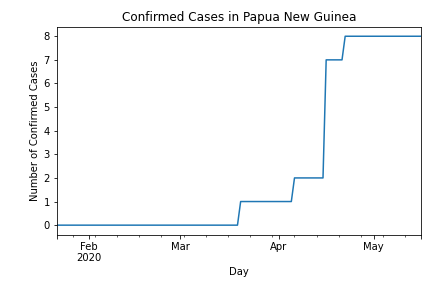 Confirmed Cases in Papua New Guinea
Number of Confirmed Cases
8
7
6
5
4
3
2
1
0
Feb Mar Apr May
2020
Day